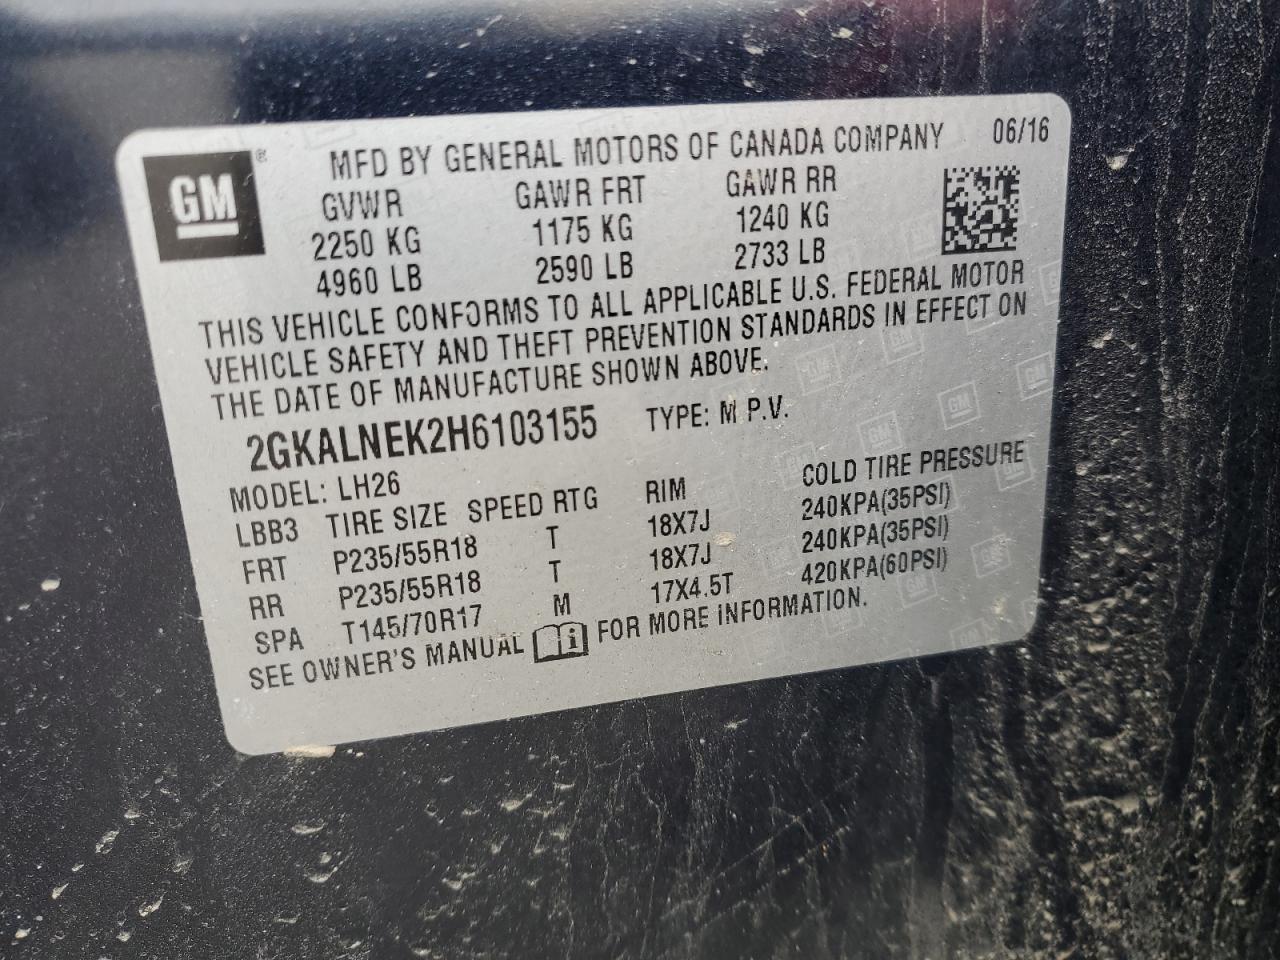 GM ® MFD BY GENERAL MOTORS OF CANADA COMPANY 06/16
GVWR GAWR FRT GAWR RR
2250 KG 1175 KG 1240 KG
4960 LB 2590 LB 2733 LB
THIS VEHICLE CONFORMS TO ALL APPLICABLE U.S. FEDERAL MOTOR
VEHICLE SAFETY AND THEFT PREVENTION STANDARDS IN EFFECT ON
THE DATE OF MANUFACTURE SHOWN ABOVE.
2GKALNEK2H6103155 TYPE: M.P.V.
MODEL: LH26
LBB3 TIRE SIZE SPEED RTG RIM COLD TIRE PRESSURE
FRT P235/55R18 T 18X7J 240KPA(35PSI)
RR P235/55R18 T 18X7J 240KPA(35PSI)
SPA T145/70R17 M 17X4.5T 420KPA(60PSI)
SEE OWNER'S MANUAL FOR MORE INFORMATION.